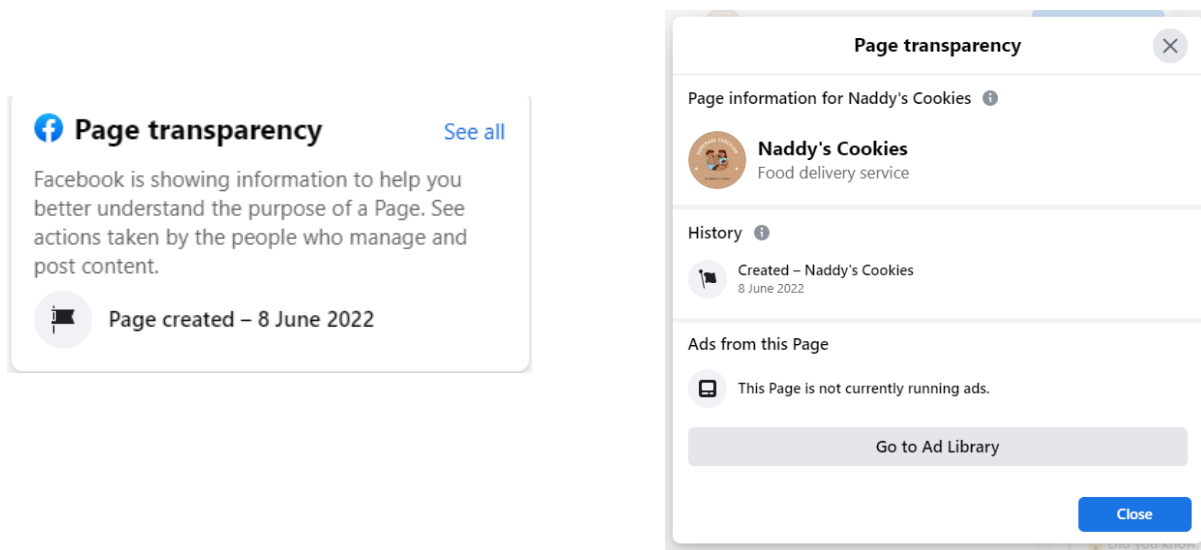 Page transparency
See all
Facebook is showing information to help you
better understand the purpose of a Page. See
actions taken by the people who manage and
post content.
Page created – 8 June 2022
Page transparency
Page information for Naddy's Cookies
Naddy's Cookies
Food delivery service
History
Created – Naddy's Cookies
8 June 2022
Ads from this Page
This Page is not currently running ads.
Go to Ad Library
Close
Did you know